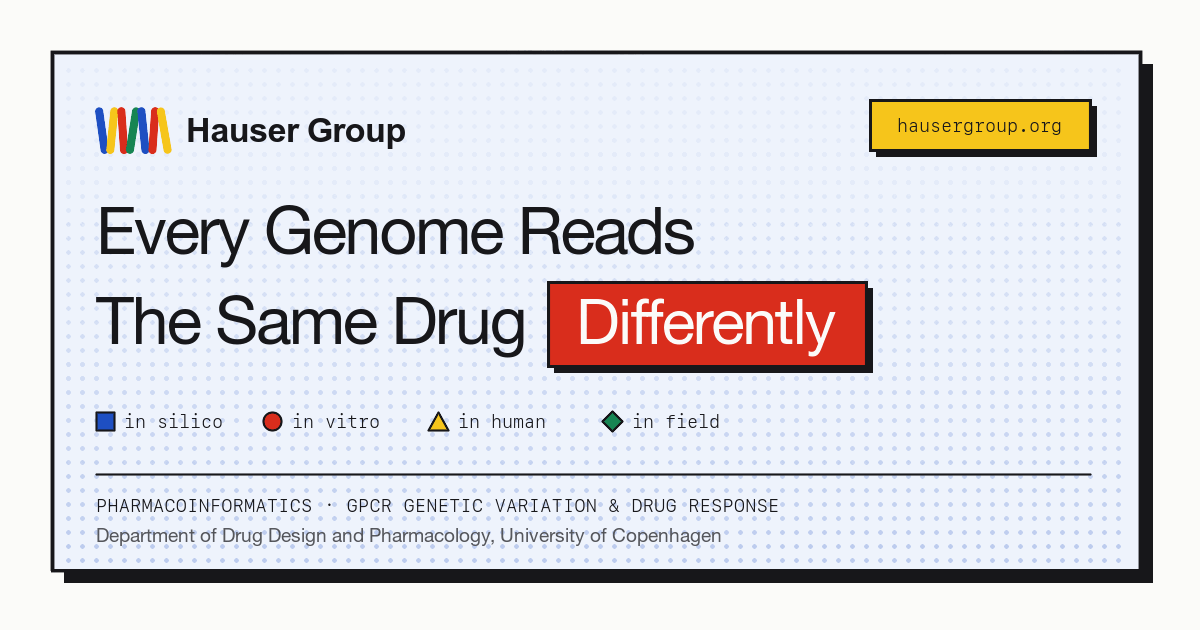 Hauser Group
hausergroup.org
Every Genome Reads
The Same Drug Differently
in silico in vitro in human in field
PHARMACOINFORMATICS · GPCR GENETIC VARIATION & DRUG RESPONSE
Department of Drug Design and Pharmacology, University of Copenhagen